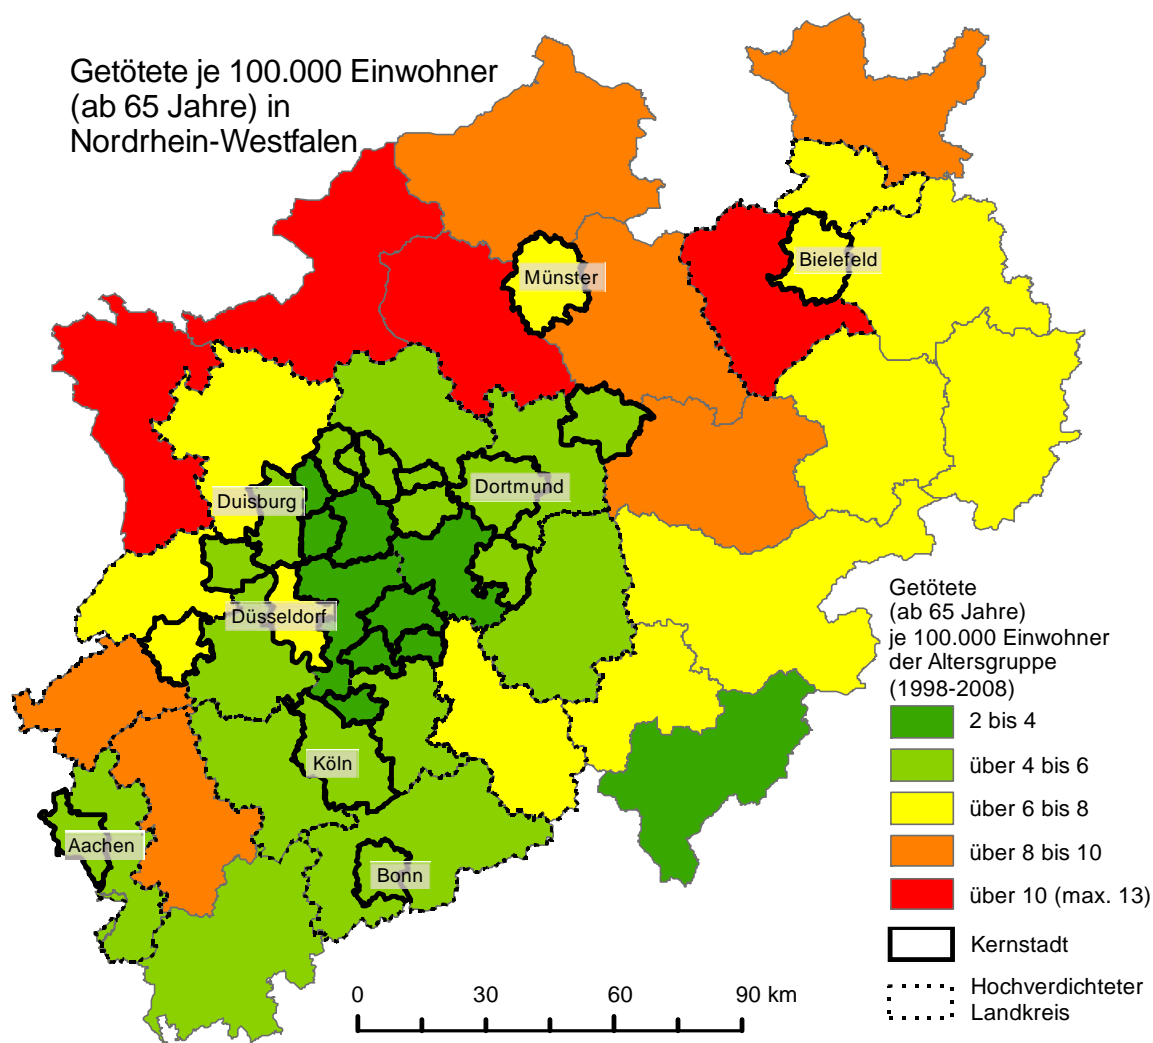 Getötete je 100.000 Einwohner
(ab 65 Jahre) in
Nordrhein-Westfalen
Bielefeld
Münster
Dortmund
Duisburg
Düsseldorf
Köln
Aachen
Bonn
Getötete
(ab 65 Jahre)
je 100.000 Einwohner
der Altersgruppe
(1998-2008)
2 bis 4
über 4 bis 6
über 6 bis 8
über 8 bis 10
über 10 (max. 13)
Kernstadt
Hochverdichteter
Landkreis
0 30 60 90 km